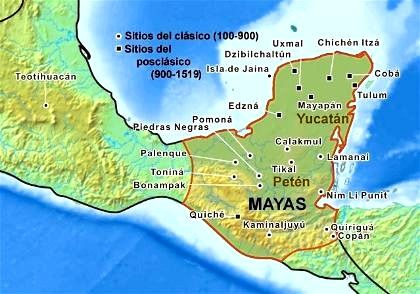 Sitios del clásico (100-900)
Sitios del
posclásico
(900-1519)
Uxmal
Chichén Itzá
Dzibilchaltún
Isla de Jaina
Cobá
Teotihuacán
Tulum
Mayapán
Edzná
Yucatán
Pomoná
Piedras Negras
Calakmul
Palenque
Lamanai
Tikal
Toniná
Petén
Bonampak
Nim Li Punit
MAYAS
Quiché
Quiriguá
Kaminaljuyú
Copán